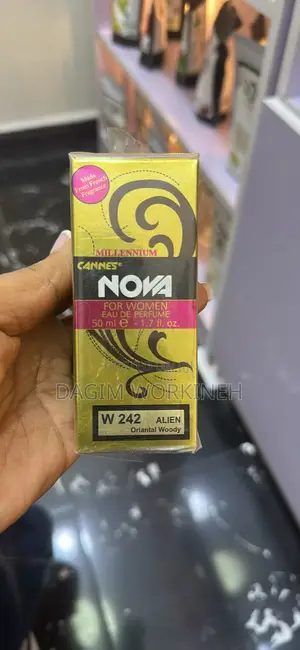 Made
From French
Fragrance
MILLENNIUM
CANNES
NOVA
FOR WOMEN
EAU DE PERFUME
50 ml e - 1.7 fl. oz.
DAGIM WORKINEH
W 242 ALIEN
Oriantal Woody